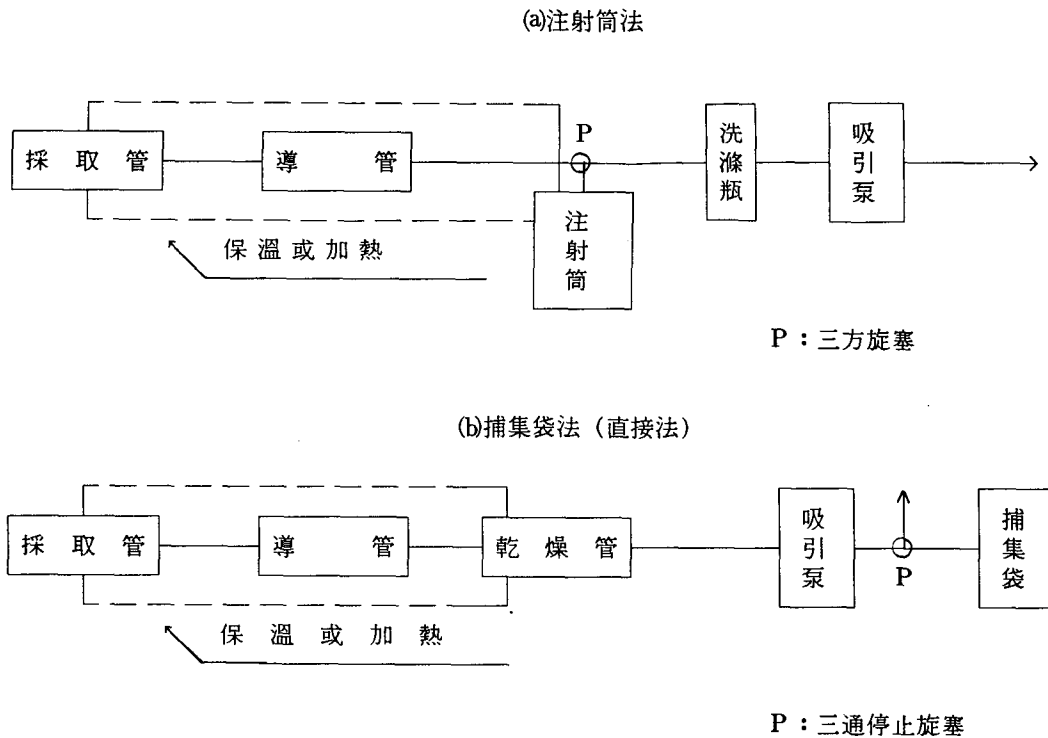 (a)注射筒法
P
採取管
導管
洗滌瓶
吸引泵
注射筒
保溫或加熱
P：三方旋塞
(b)捕集袋法（直接法）
採取管
導管
乾燥管
吸引泵
P
捕集袋
保溫或加熱
P：三通停止旋塞